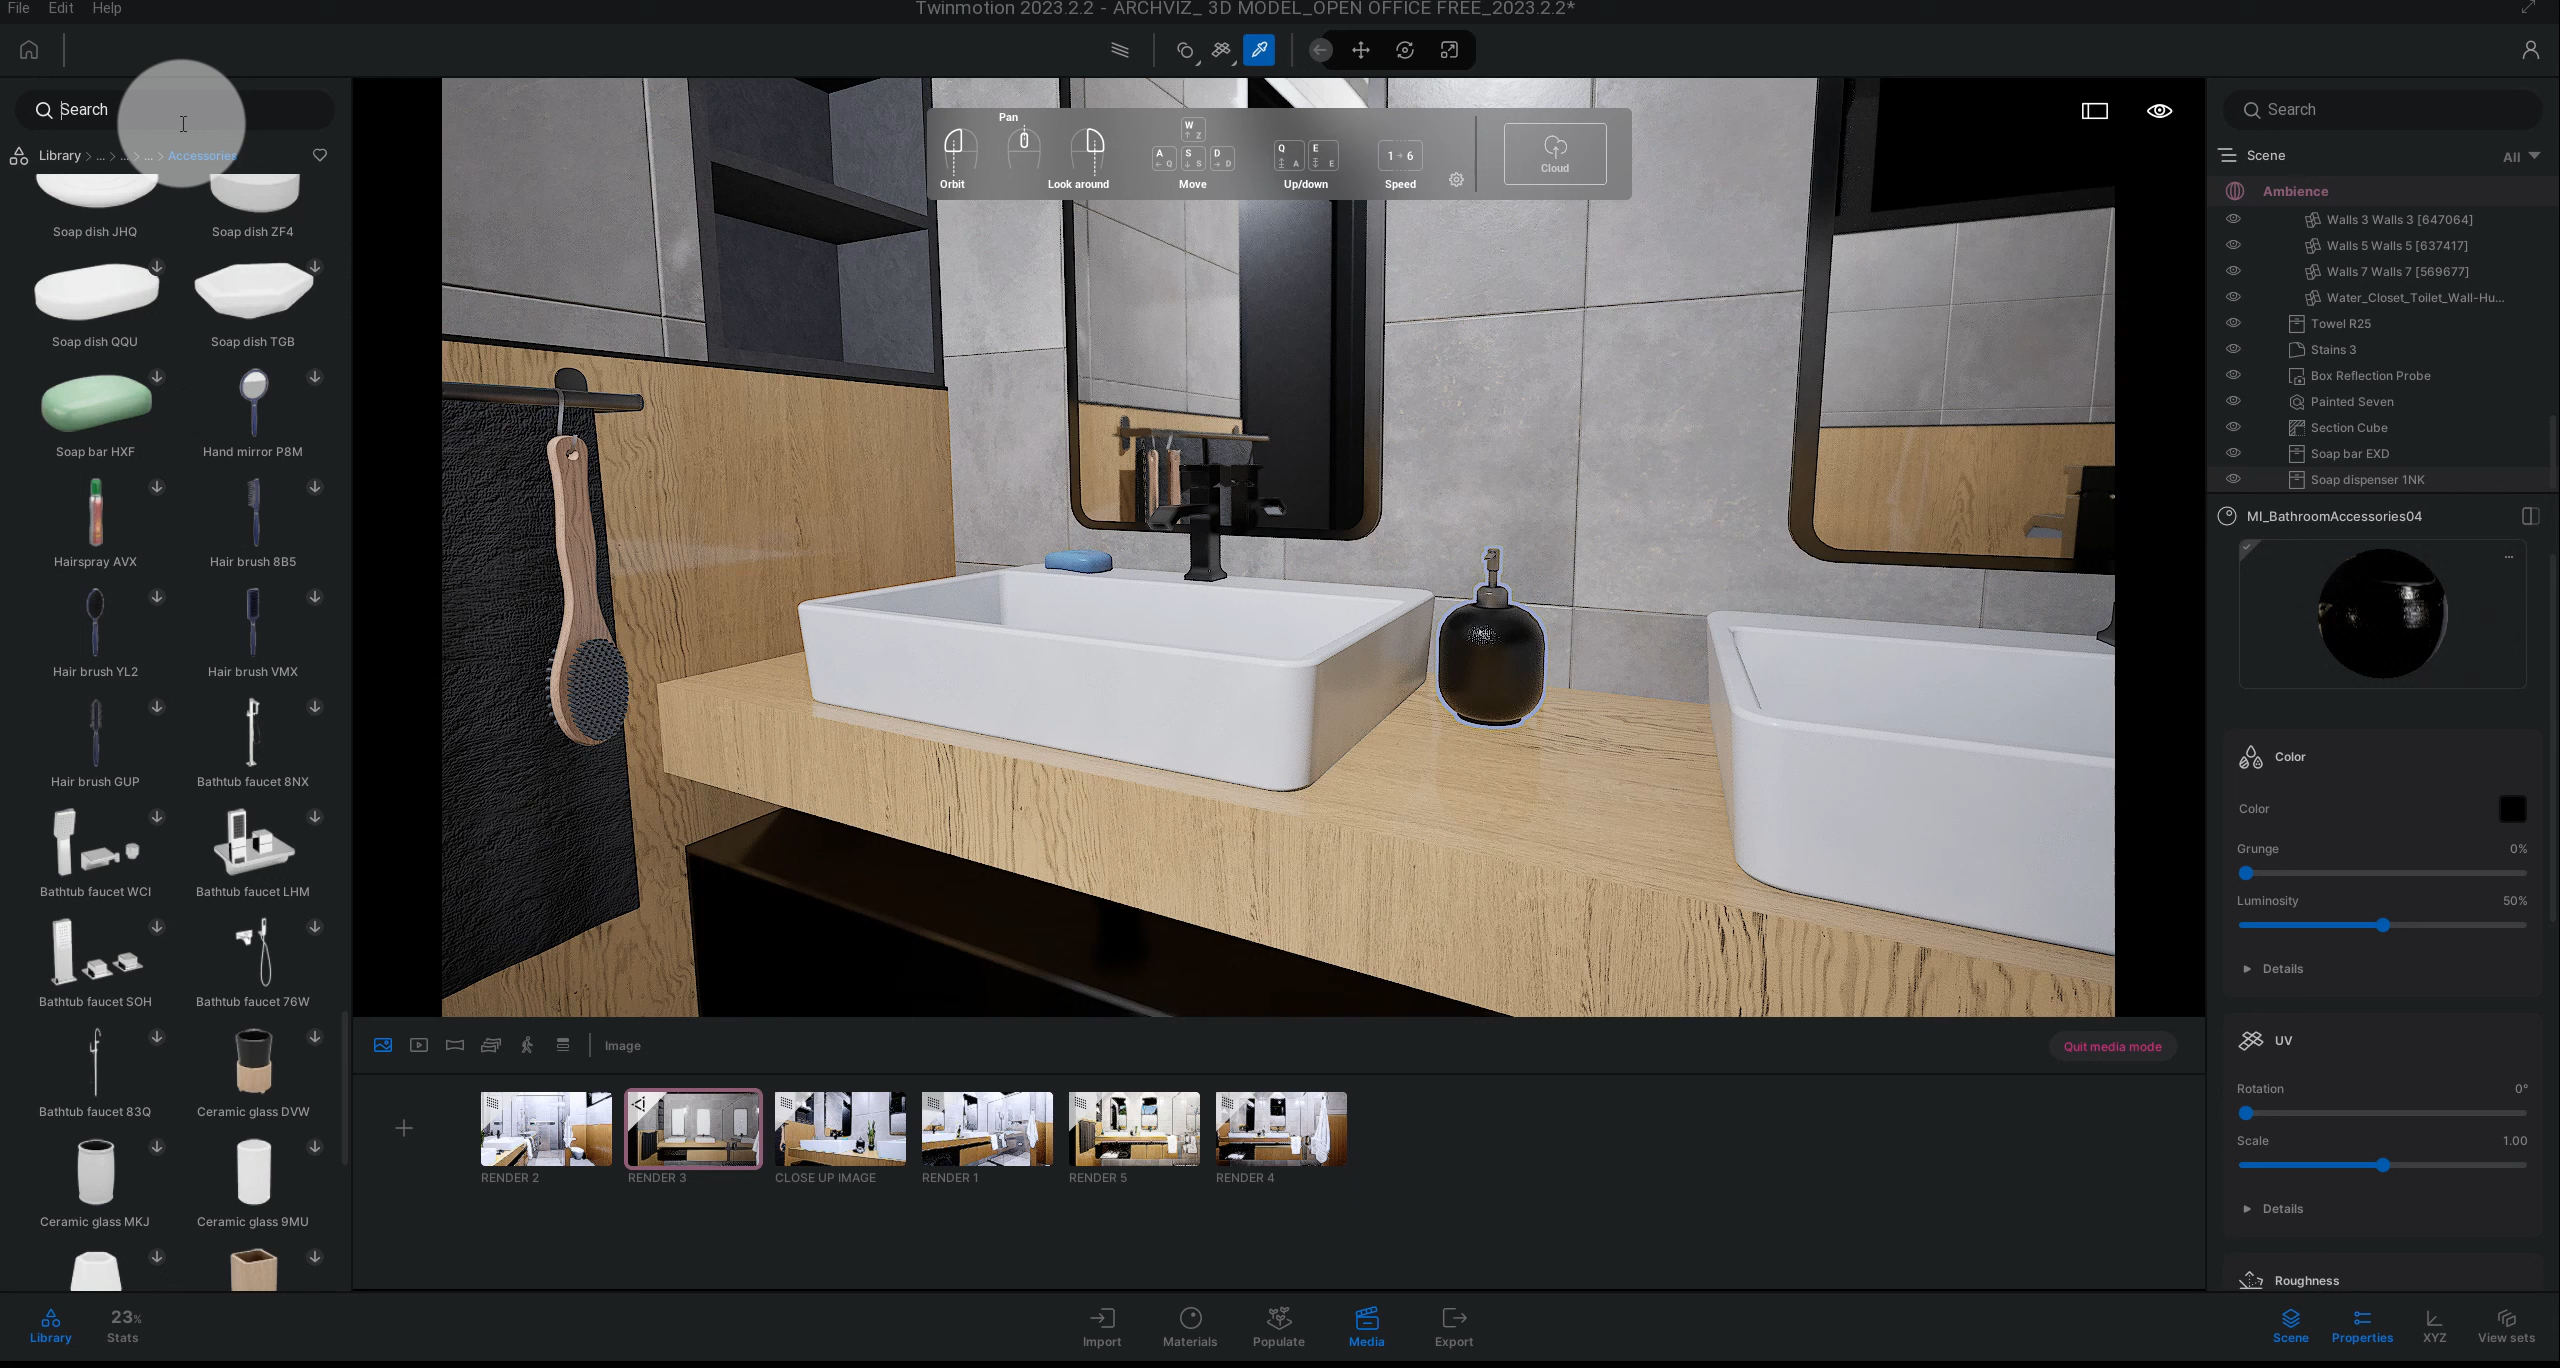 File Edit Help
Twinmotion 2023.2.2 - ARCHVIZ_ 3D MODEL_OPEN OFFICE FREE_2023.2.2*
Search
Library > ... > ... > ... > Accessories
Soap dish JHQ
Soap dish ZF4
Soap dish QQU
Soap dish TGB
Soap bar HXF
Hand mirror P8M
Hairspray AVX
Hair brush 8B5
Hair brush YL2
Hair brush VMX
Hair brush GUP
Bathtub faucet 8NX
Bathtub faucet WCI
Bathtub faucet LHM
Bathtub faucet SOH
Bathtub faucet 76W
Bathtub faucet 83Q
Ceramic glass DVW
Ceramic glass MKJ
Ceramic glass 9MU
Pan
Orbit
Look around
W
Z
A
Q
S
S
D
D
Move
Q
A
E
E
Up/down
1 → 6
Speed
Cloud
Search
Scene
All
Ambience
Walls 3 Walls 3 [647064]
Walls 5 Walls 5 [637417]
Walls 7 Walls 7 [569677]
Water_Closet_Toilet_Wall-Hu...
Towel R25
Stains 3
Box Reflection Probe
Painted Seven
Section Cube
Soap bar EXD
Soap dispenser 1NK
MI_BathroomAccessories04
...
Color
Color
Grunge 0%
Luminosity 50%
Details
UV
Rotation 0°
Scale 1.00
Details
Roughness
Image
Quit media mode
RENDER 2
RENDER 3
CLOSE UP IMAGE
RENDER 1
RENDER 5
RENDER 4
Library
23%
Stats
Import
Materials
Populate
Media
Export
Scene
Properties
XYZ
View sets